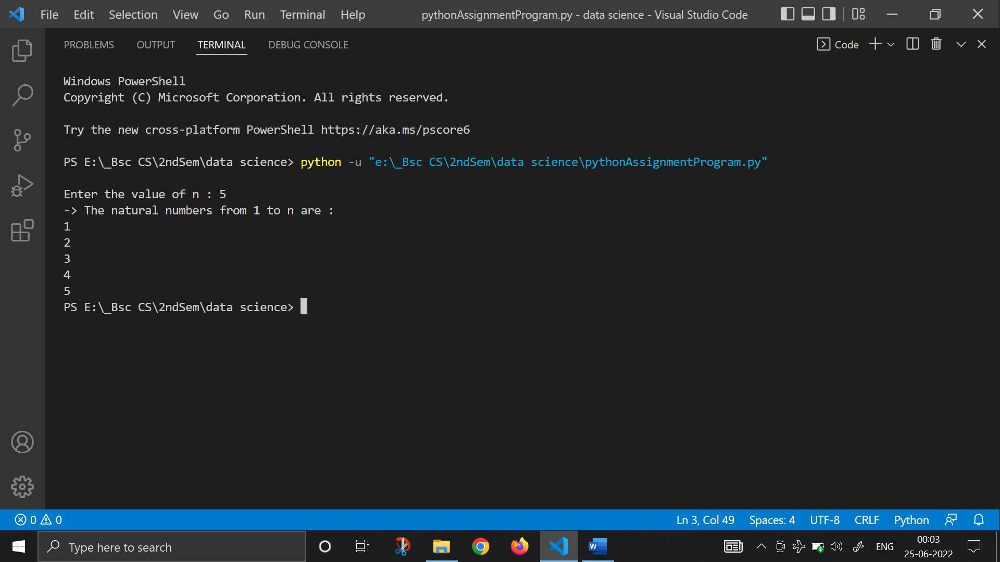 File Edit Selection View Go Run Terminal Help pythonAssignmentProgram.py - data science - Visual Studio Code
PROBLEMS OUTPUT TERMINAL DEBUG CONSOLE Code
Windows PowerShell
Copyright (C) Microsoft Corporation. All rights reserved.
Try the new cross-platform PowerShell https://aka.ms/pscore6
PS E:\_Bsc CS\2ndSem\data science> python -u "e:\_Bsc CS\2ndSem\data science\pythonAssignmentProgram.py"
Enter the value of n : 5
-> The natural numbers from 1 to n are :
1
2
3
4
5
PS E:\_Bsc CS\2ndSem\data science>
0 0 Ln 3, Col 49 Spaces: 4 UTF-8 CRLF Python
Type here to search W ENG 00:03
25-06-2022